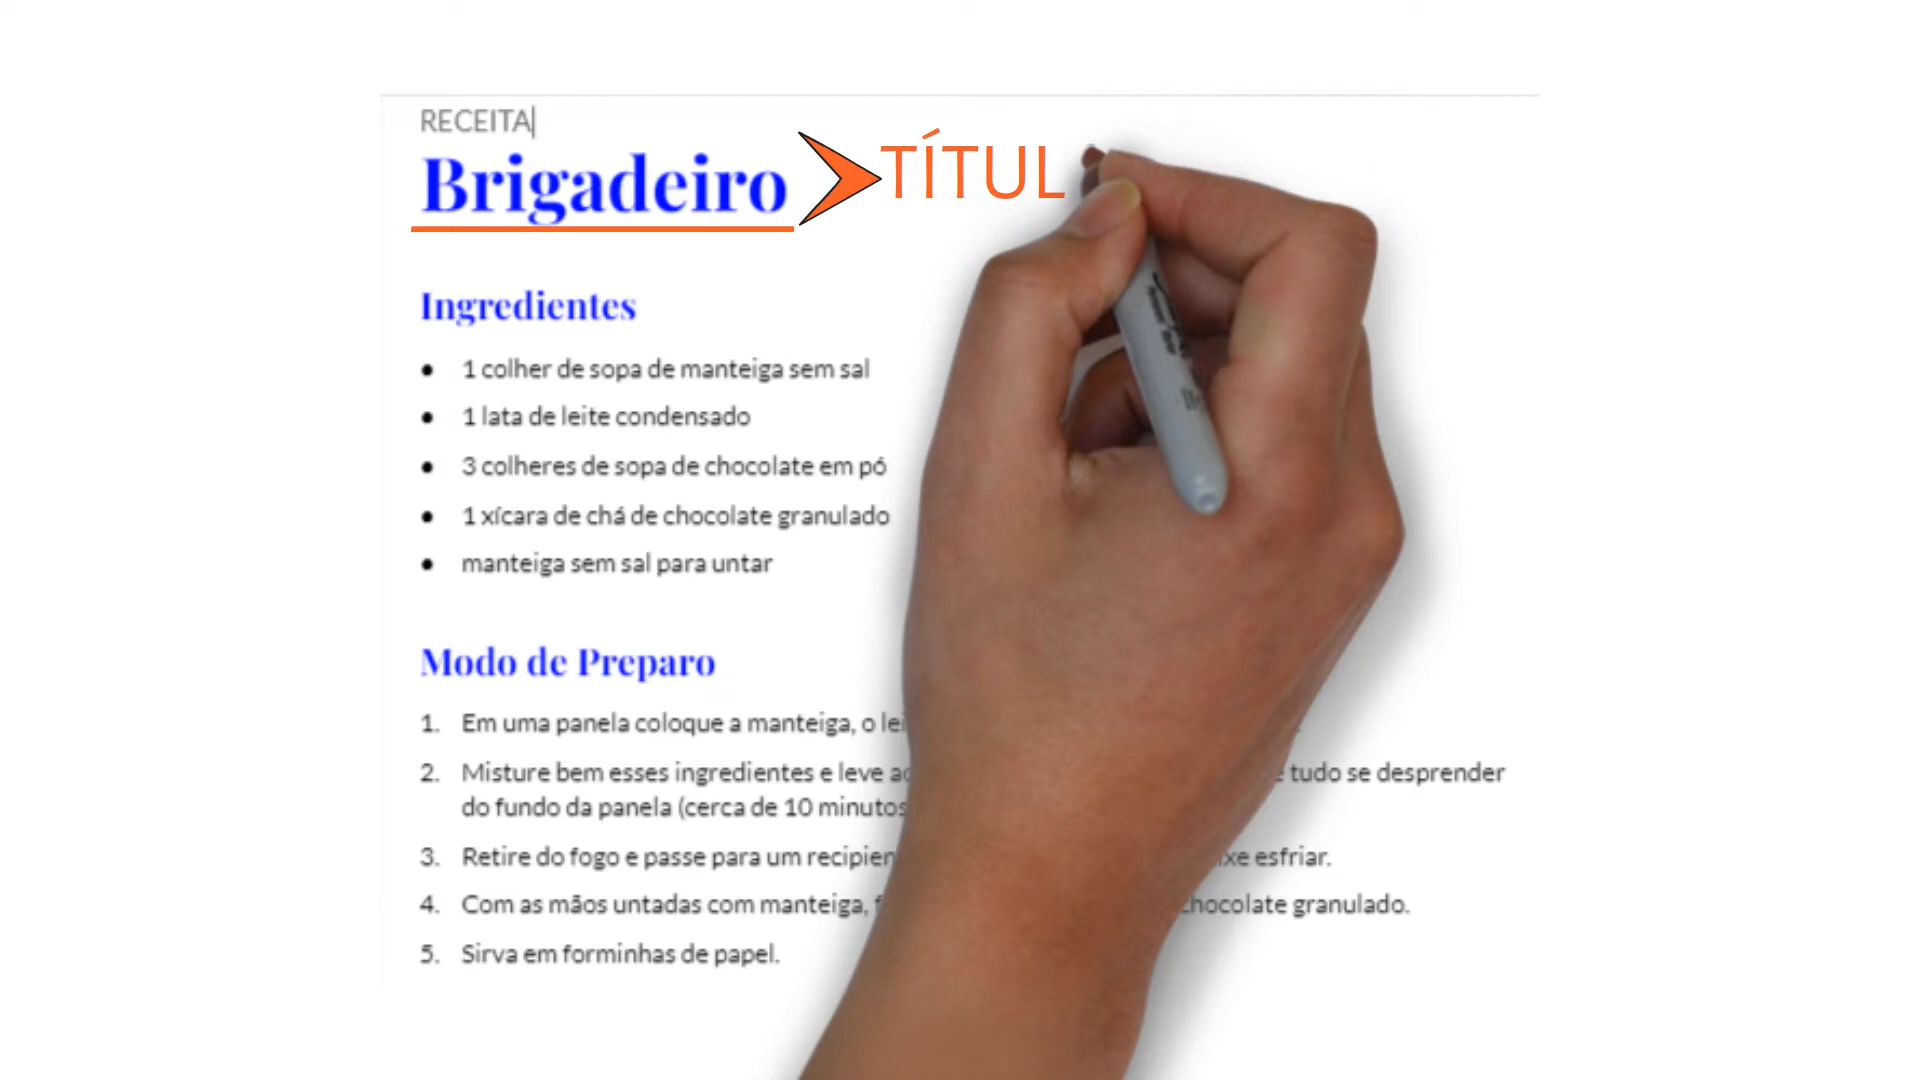 RECEITA
Brigadeiro TÍTUL
Ingredientes
● 1 colher de sopa de manteiga sem sal
● 1 lata de leite condensado
● 3 colheres de sopa de chocolate em pó
● 1 xícara de chá de chocolate granulado
● manteiga sem sal para untar
Modo de Preparo
1. Em uma panela coloque a manteiga, o
2. Misture bem esses ingredientes e leve tudo se desprender
do fundo da panela (cerca de 10 minutos
3. Retire do fogo e passe para um esfriar.
4. Com as mãos untadas com manteiga, chocolate granulado.
5. Sirva em forminhas de papel.